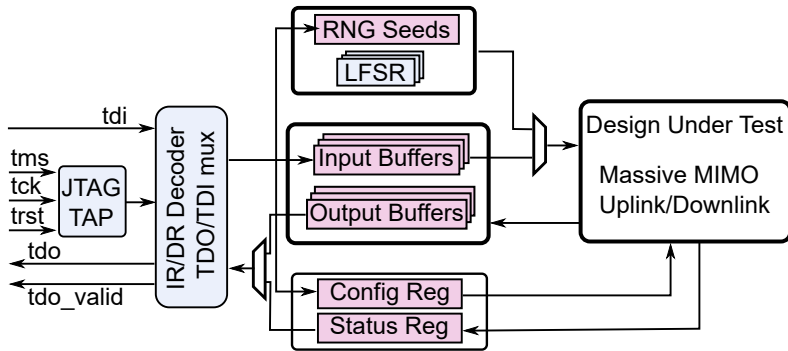 RNG Seeds
LFSR
tdi
tms
tck
trst
JTAG
TAP
tdo
tdo_valid
IR/DR Decoder
TDO/TDI mux
Input Buffers
Output Buffers
Config Reg
Status Reg
Design Under Test
Massive MIMO
Uplink/Downlink